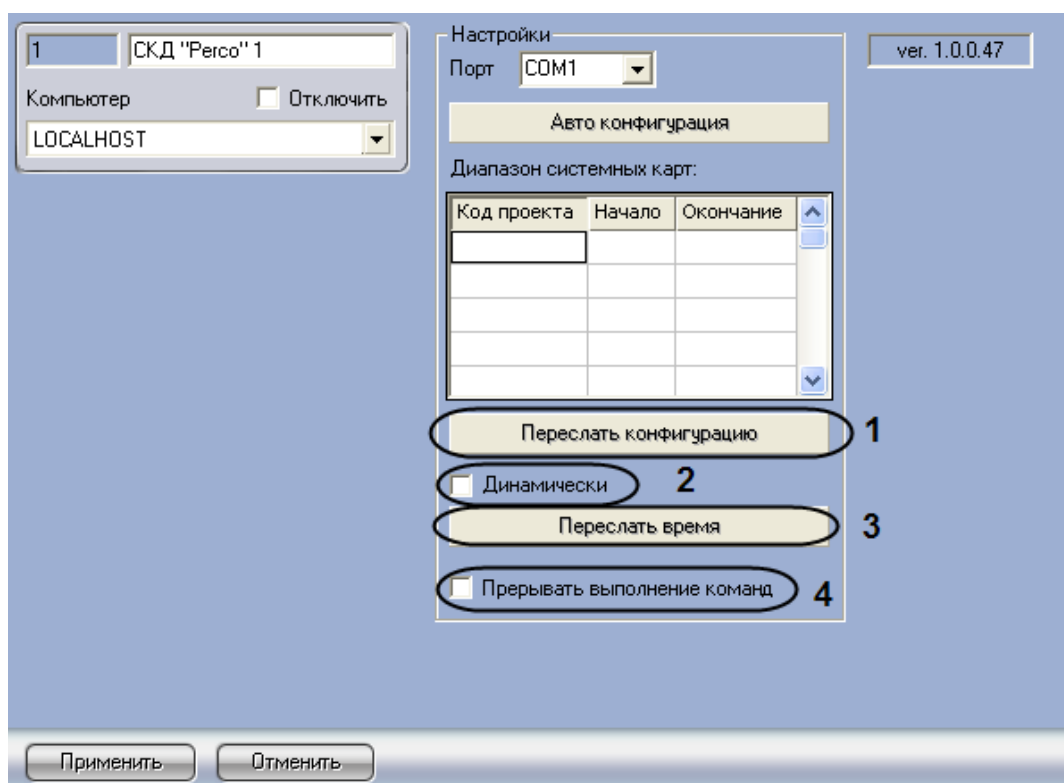 1
СКД "Perco" 1
Компьютер
Отключить
LOCALHOST
Настройки
Порт
COM1
Авто конфигурация
Диапазон системных карт:
Код проекта Начало Окончание
Переслать конфигурацию
1
Динамически
2
Переслать время
3
Прерывать выполнение команд
4
ver. 1.0.0.47
Применить
Отменить